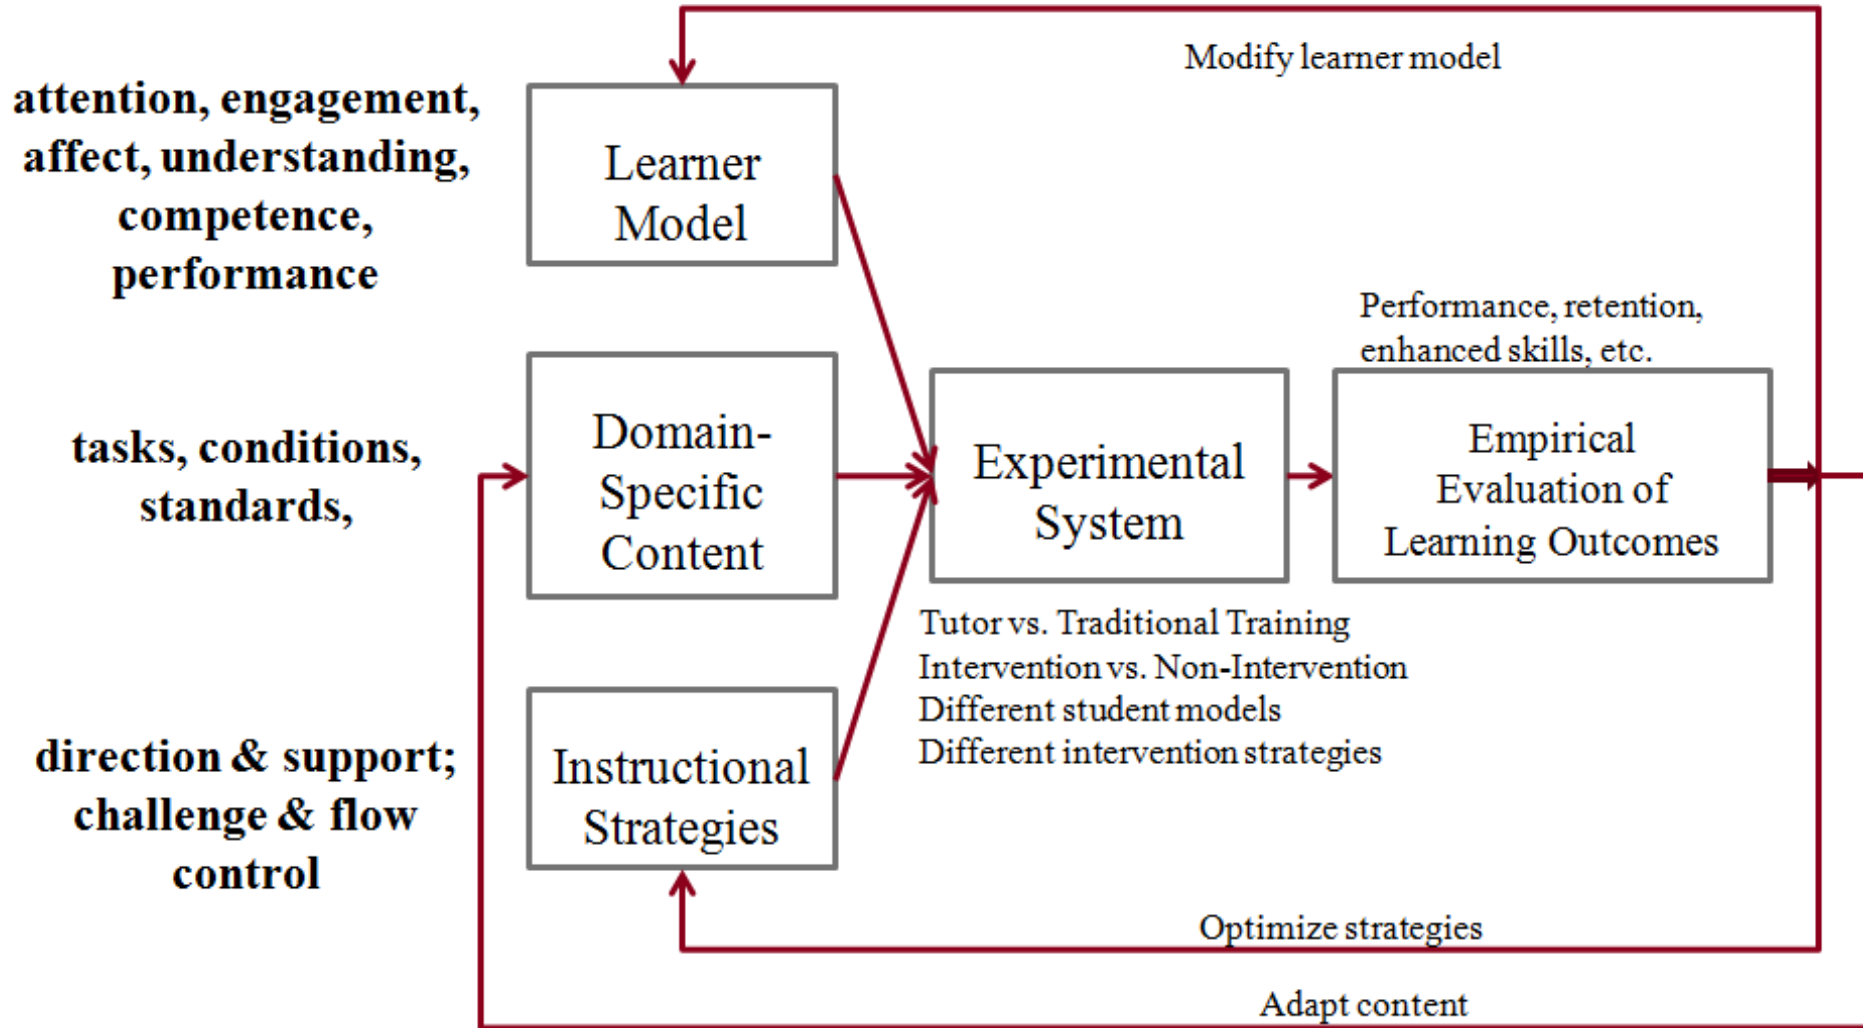 Modify learner model
attention, engagement,
affect, understanding,
competence,
performance
Learner
Model
Performance, retention,
enhanced skills, etc.
tasks, conditions,
standards,
Domain-
Specific
Content
Experimental
System
Empirical
Evaluation of
Learning Outcomes
Tutor vs. Traditional Training
Intervention vs. Non-Intervention
Different student models
Different intervention strategies
direction & support;
challenge & flow
control
Instructional
Strategies
Optimize strategies
Adapt content